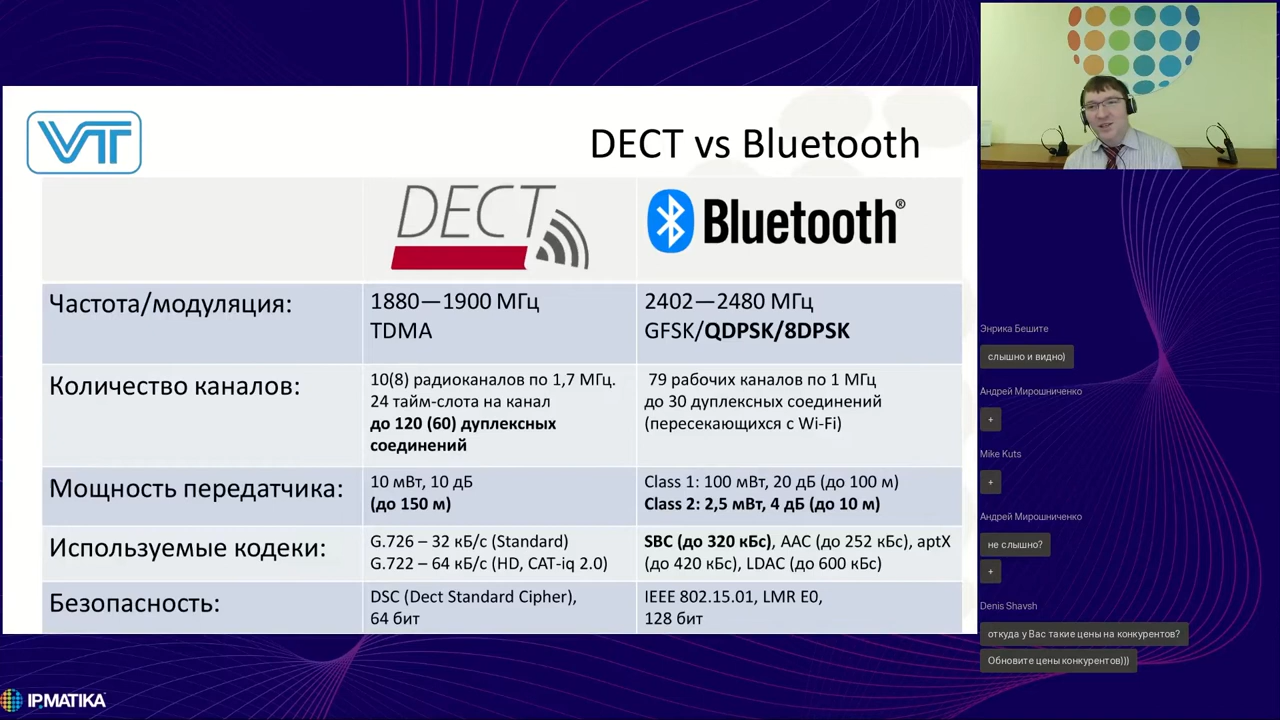 VT
DECT vs Bluetooth
DECT
Bluetooth®
Частота/модуляция:
1880—1900 МГц
TDMA
2402—2480 МГц
GFSK/QDPSK/8DPSK
Количество каналов:
10(8) радиоканалов по 1,7 МГц.
24 тайм-слота на канал
до 120 (60) дуплексных
соединений
79 рабочих каналов по 1 МГц
до 30 дуплексных соединений
(пересекающихся с Wi-Fi)
Мощность передатчика:
10 мВт, 10 дБ
(до 150 м)
Class 1: 100 мВт, 20 дБ (до 100 м)
Class 2: 2,5 мВт, 4 дБ (до 10 м)
Используемые кодеки:
G.726 – 32 кБ/с (Standard)
G.722 – 64 кБ/с (HD, CAT-iq 2.0)
SBC (до 320 кБс), AAC (до 252 кБс), aptX
(до 420 кБс), LDAC (до 600 кБс)
Безопасность:
DSC (Dect Standard Cipher),
64 бит
IEEE 802.15.01, LMR E0,
128 бит
IPMATIKA
Энрика Бешите
слышно и видно)
Андрей Мирошниченко
+
Mike Kuts
+
Андрей Мирошниченко
не слышно?
+
Denis Shavsh
откуда у Вас такие цены на конкурентов?
Обновите цены конкурентов)))